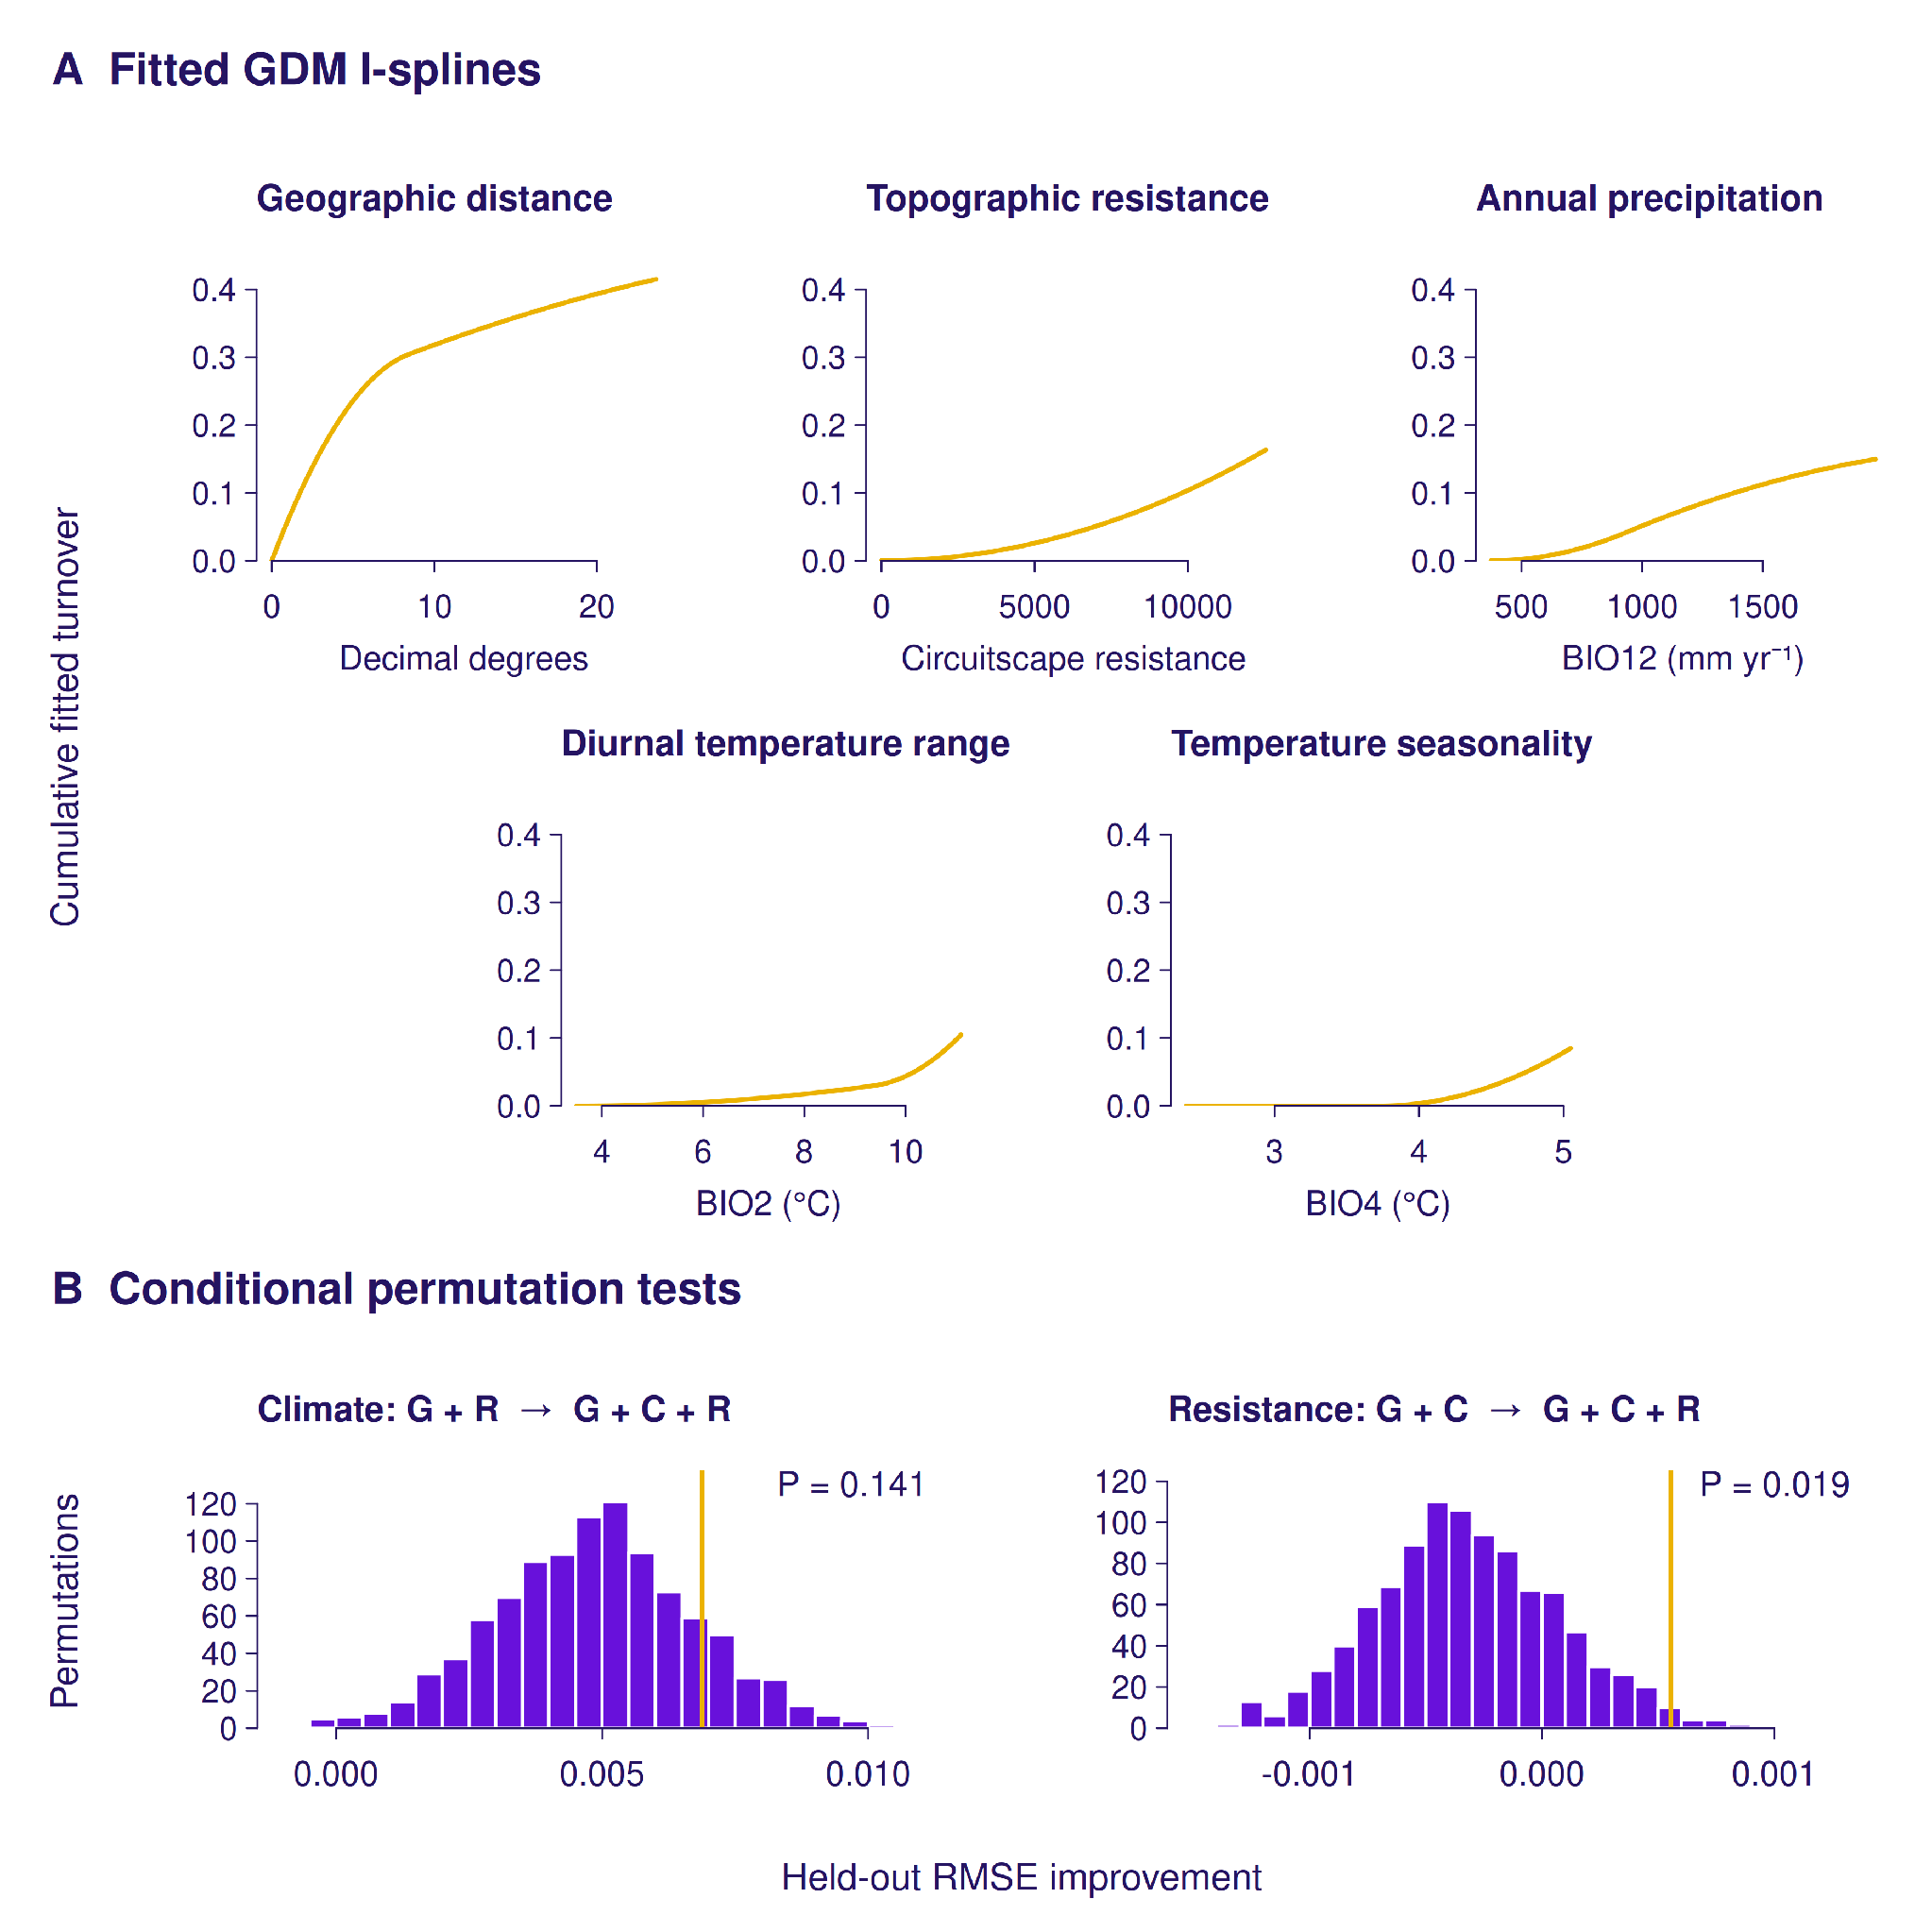 A Fitted GDM I-splines
Cumulative fitted turnover
Geographic distance
0.4
0.3
0.2
0.1
0.0
0 10 20
Decimal degrees
Topographic resistance
0.4
0.3
0.2
0.1
0.0
0 5000 10000
Circuitscape resistance
Annual precipitation
0.4
0.3
0.2
0.1
0.0
500 1000 1500
BIO12 (mm yr⁻¹)
Diurnal temperature range
0.4
0.3
0.2
0.1
0.0
4 6 8 10
BIO2 (°C)
Temperature seasonality
0.4
0.3
0.2
0.1
0.0
3 4 5
BIO4 (°C)
B Conditional permutation tests
Permutations
Climate: G + R → G + C + R
P = 0.141
120
100
80
60
40
20
0
0.000 0.005 0.010
Resistance: G + C → G + C + R
P = 0.019
120
100
80
60
40
20
0
-0.001 0.000 0.001
Held-out RMSE improvement